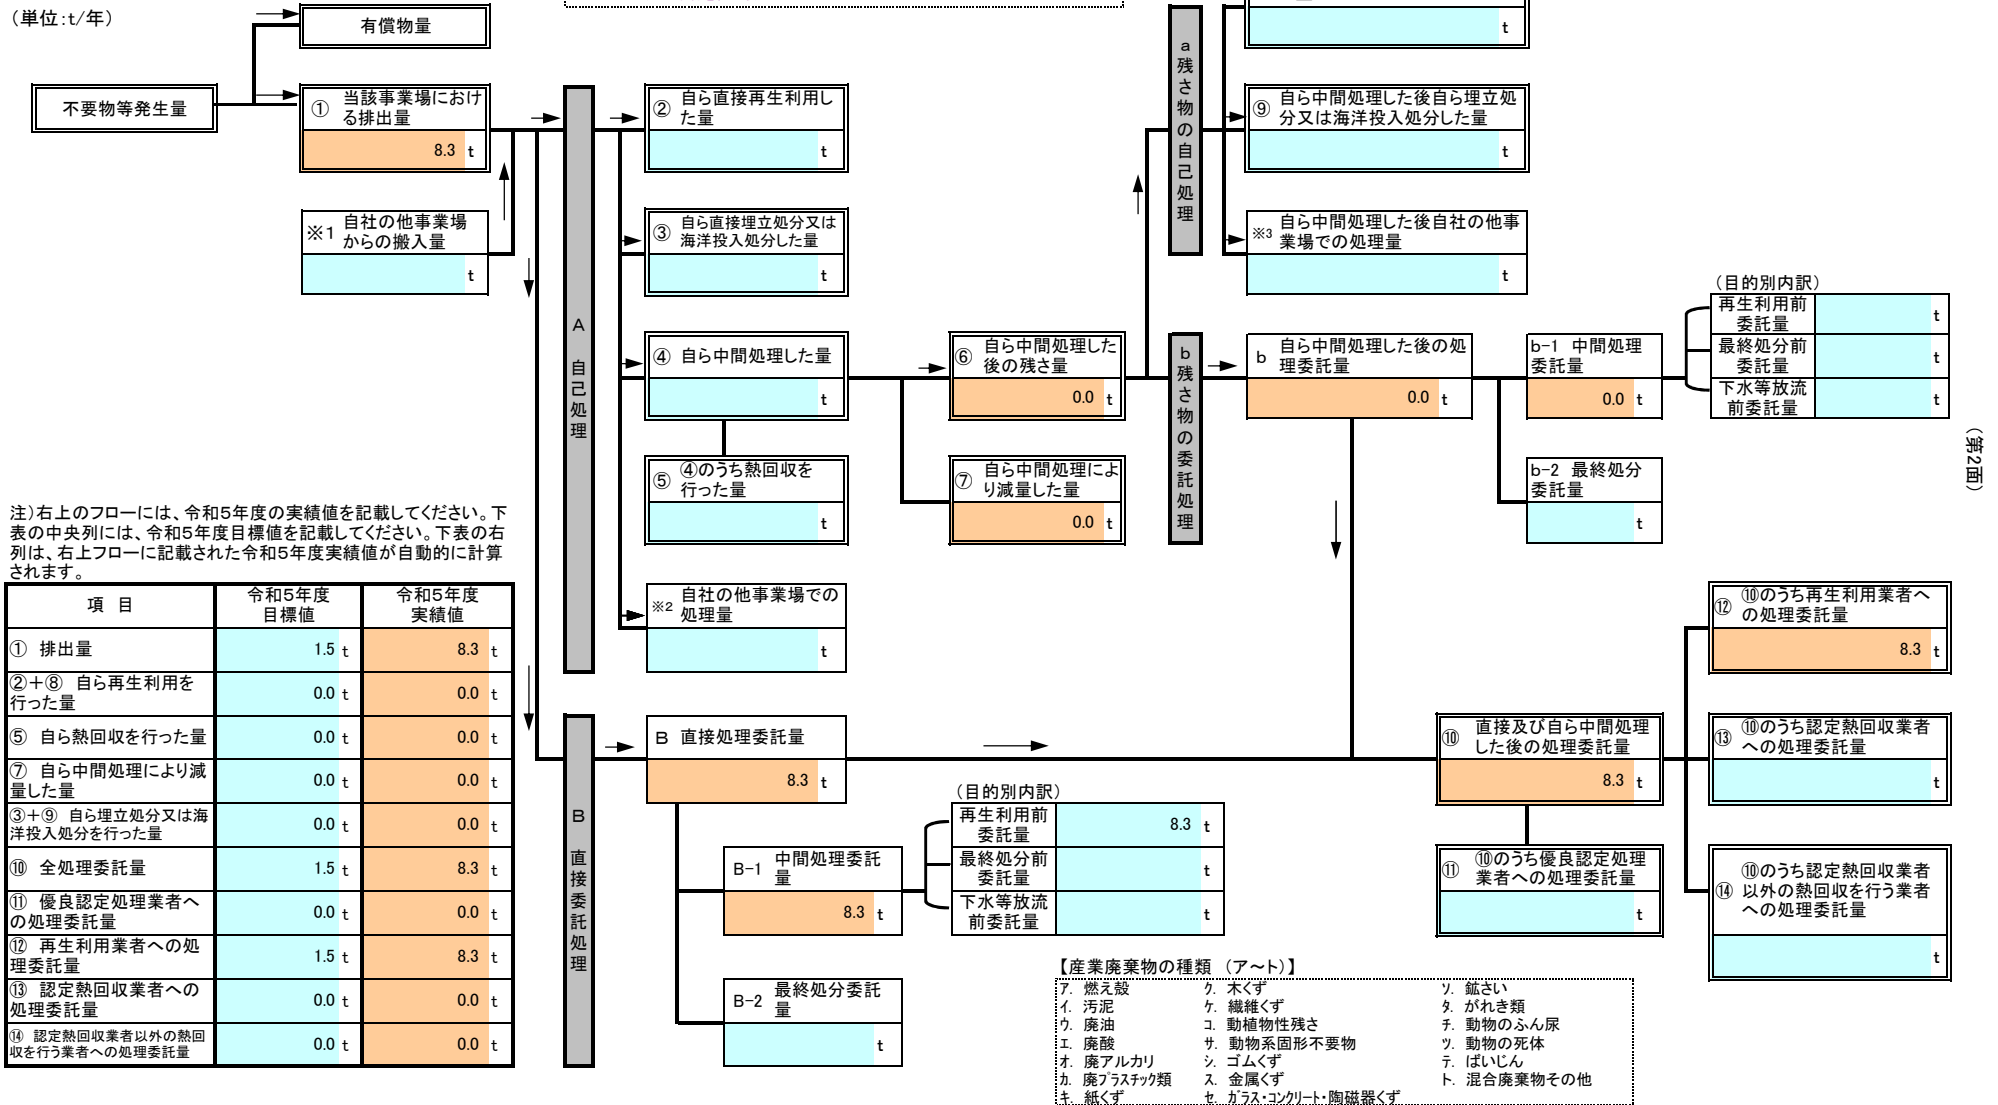 (単位:t/年)
有償物量
不要物等発生量
① 当該事業場におけ
る排出量
8.3 t
※1 自社の他事業場
からの搬入量
t
A 自己処理
② 自ら直接再生利用し
た量
t
③ 自ら直接埋立処分又は
海洋投入処分した量
t
④ 自ら中間処理した量
t
⑤ ④のうち熱回収を
行った量
t
※2 自社の他事業場での
処理量
t
⑥ 自ら中間処理した
後の残さ量
0.0 t
⑦ 自ら中間処理によ
り減量した量
0.0 t
a残さ物の自己処理
t
⑨ 自ら中間処理した後自ら埋立処
分又は海洋投入処分した量
t
※3 自ら中間処理した後自社の他事
業場での処理量
t
b残さ物の委託処理
b 自ら中間処理した後の処
理委託量
0.0 t
b-1 中間処理
委託量
0.0 t
b-2 最終処分
委託量
t
(目的別内訳)
再生利用前
委託量 t
最終処分前
委託量 t
下水等放流
前委託量 t
(第2面)
注)右上のフローには、令和5年度の実績値を記載してください。下
表の中央列には、令和5年度目標値を記載してください。下表の右
列は、右上フローに記載された令和5年度実績値が自動的に計算
されます。
項 目 令和5年度
目標値 令和5年度
実績値
① 排出量 1.5 t 8.3 t
②+⑧ 自ら再生利用を
行った量 0.0 t 0.0 t
⑤ 自ら熱回収を行った量 0.0 t 0.0 t
⑦ 自ら中間処理により減
量した量 0.0 t 0.0 t
③+⑨ 自ら埋立処分又は海
洋投入処分を行った量 0.0 t 0.0 t
⑩ 全処理委託量 1.5 t 8.3 t
⑪ 優良認定処理業者へ
の処理委託量 0.0 t 0.0 t
⑫ 再生利用業者への処
理委託量 1.5 t 8.3 t
⑬ 認定熱回収業者への
処理委託量 0.0 t 0.0 t
⑭ 認定熱回収業者以外の熱回
収を行う業者への処理委託量 0.0 t 0.0 t
B 直接委託処理
B 直接処理委託量
8.3 t
B-1 中間処理委託
量
8.3 t
B-2 最終処分委託
量
t
(目的別内訳)
再生利用前
委託量 8.3 t
最終処分前
委託量 t
下水等放流
前委託量 t
⑩ 直接及び自ら中間処理
した後の処理委託量
8.3 t
⑪ ⑩のうち優良認定処理
業者への処理委託量
t
⑫ ⑩のうち再生利用業者へ
の処理委託量
8.3 t
⑬ ⑩のうち認定熱回収業者
への処理委託量
t
⑭ ⑩のうち認定熱回収業者
以外の熱回収を行う業者
への処理委託量
t
【産業廃棄物の種類 (ア~ト)】
ア. 燃え殻 ク. 木くず ソ. 鉱さい
イ. 汚泥 ケ. 繊維くず タ. がれき類
ウ. 廃油 コ. 動植物性残さ チ. 動物のふん尿
エ. 廃酸 サ. 動物系固形不要物 ツ. 動物の死体
オ. 廃アルカリ シ. ゴムくず テ. ばいじん
カ. 廃プラスチック類 ス. 金属くず ト. 混合廃棄物その他
キ. 紙くず セ. ガラス・コンクリート・陶磁器くず